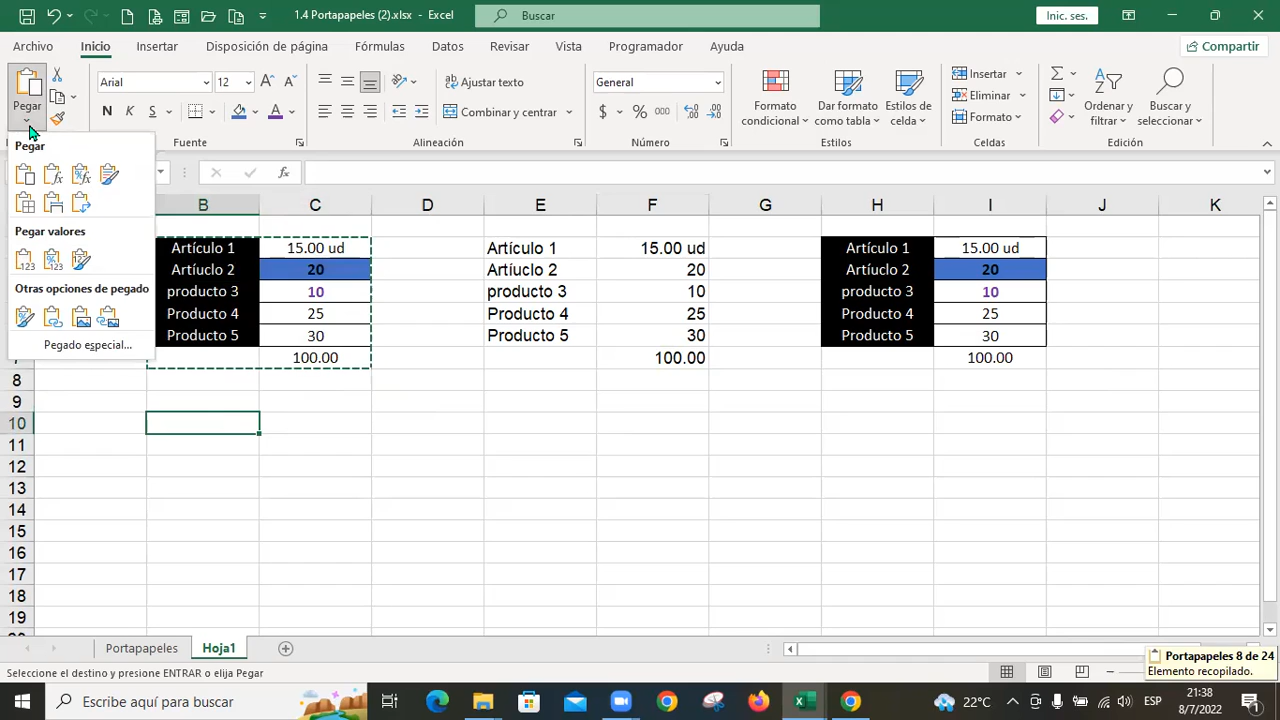 1.4 Portapapeles (2).xlsx - Excel
Buscar
Inic. ses.
Archivo Inicio Insertar Disposición de página Fórmulas Datos Revisar Vista Programador Ayuda
Compartir
Pegar
Arial 12
N K S
Ajustar texto
Combinar y centrar
General
$ % 000
Formato condicional
Dar formato como tabla
Estilos de celda
Insertar
Eliminar
Formato
Ordenar y filtrar
Buscar y seleccionar
Fuente Alineación Número Estilos Celdas Edición
Pegar
Pegar valores
Otras opciones de pegado
Pegado especial...
B C D E F G H I J K
Artículo 1 15.00 ud Artículo 1 15.00 ud Artículo 1 15.00 ud
Artíuclo 2 20 Artíuclo 2 20 Artíuclo 2 20
producto 3 10 producto 3 10 producto 3 10
Producto 4 25 Producto 4 25 Producto 4 25
Producto 5 30 Producto 5 30 Producto 5 30
100.00 100.00 100.00
8
9
10
11
12
13
14
15
16
17
18
19
Portapapeles Hoja1
Portapapeles 8 de 24
Elemento recopilado.
Seleccione el destino y presione ENTRAR o elija Pegar
Escribe aquí para buscar
22°C
ESP
21:38
8/7/2022